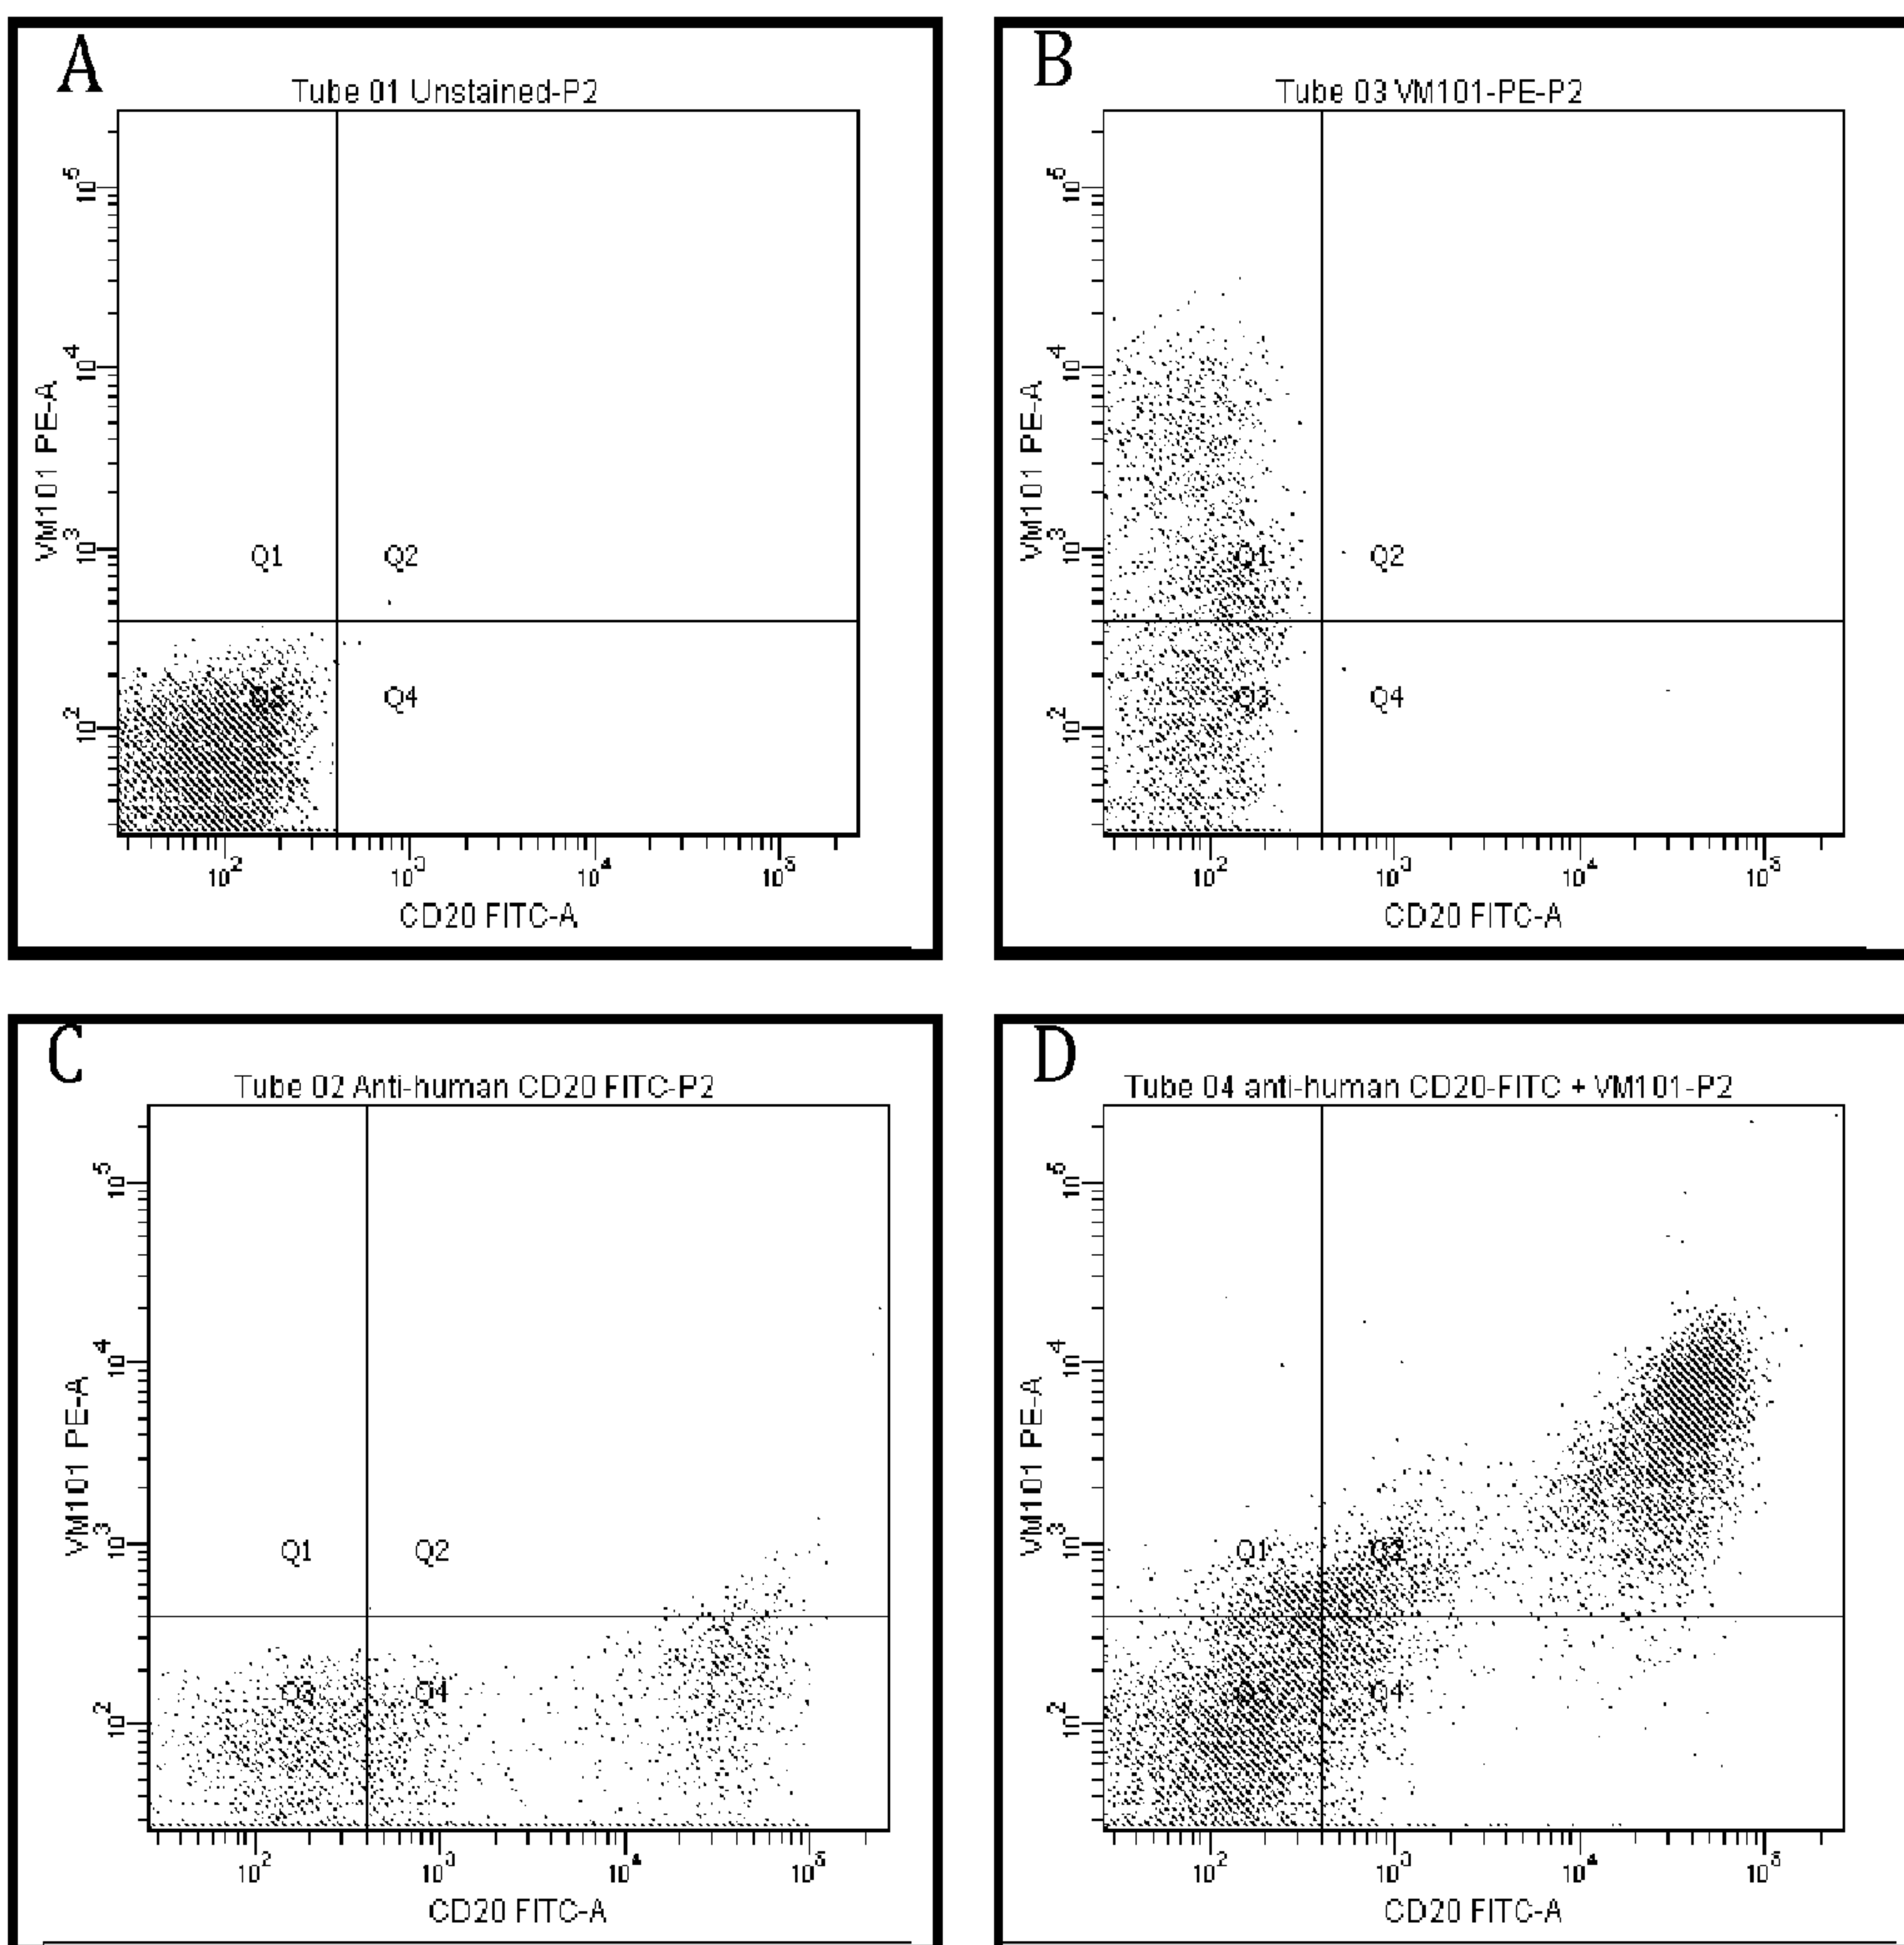 A
Tube 01 Unstained-P2
VM101 PE-A
10^5
10^4
10^3
10^2
Q1
Q2
Q3
Q4
10^2
10^3
10^4
10^5
CD20 FITC-A
B
Tube 03 VM101-PE-P2
VM101 PE-A
10^5
10^4
10^3
10^2
Q1
Q2
Q3
Q4
10^2
10^3
10^4
10^5
CD20 FITC-A
C
Tube 02 Anti-human CD20 FITC-P2
VM101 PE-A
10^5
10^4
10^3
10^2
Q1
Q2
Q3
Q4
10^2
10^3
10^4
10^5
CD20 FITC-A
D
Tube 04 anti-human CD20-FITC + VM101-P2
VM101 PE-A
10^5
10^4
10^3
10^2
Q1
Q2
Q3
Q4
10^2
10^3
10^4
10^5
CD20 FITC-A